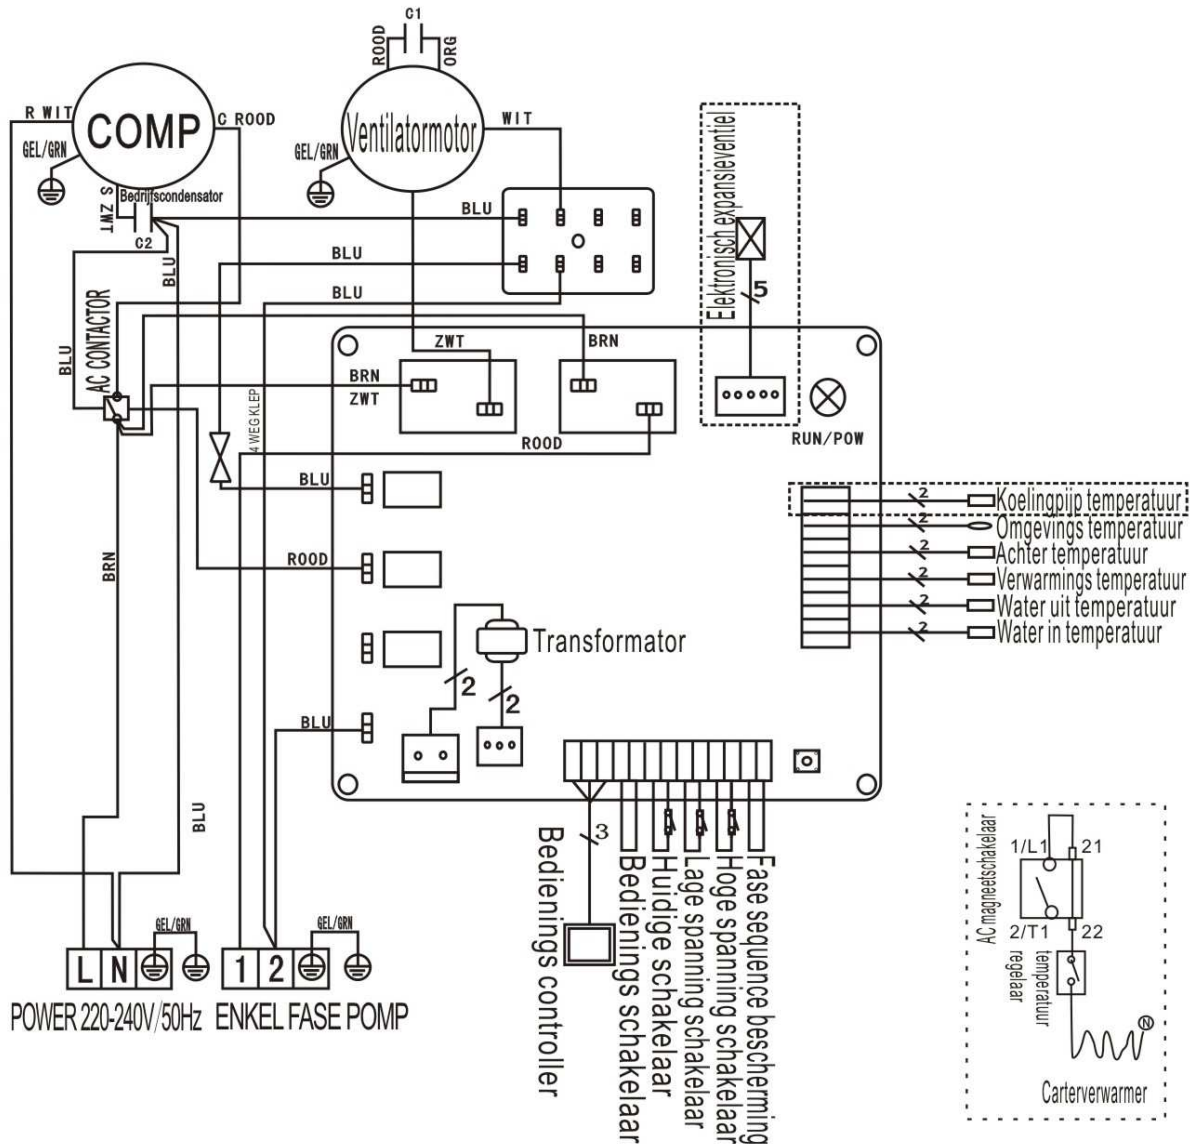 C1
ROOD
ORG
R WIT
C ROOD
COMP
Ventilatormotor
WIT
GEL/GRN
GEL/GRN
S ZWT
Bedrijfscondensator
C2
BLU
BLU
BLU
BLU
Elektronisch expansieventiel
5
BLU
AC CONTACTOR
ZWT
BRN
BRN
ZWT
4 WEG KLEP
ROOD
RUN/POW
BLU
2 Koelingpijp temperatuur
2 Omgevings temperatuur
2 Achter temperatuur
2 Verwarmings temperatuur
2 Water uit temperatuur
2 Water in temperatuur
BRN
ROOD
Transformator
2
2
BLU
BLU
3
Bedienings controller
Bedienings schakelaar
Huidige schakelaar
Lage spanning schakelaar
Hoge spanning schakelaar
Fase sequence bescherming
AC magneetschakelaar
1/L1
21
2/T1
22
temperatuur
regelaar
N
Carterverwarmer
GEL/GRN
GEL/GRN
L N
1 2
POWER 220-240V/50Hz
ENKEL FASE POMP